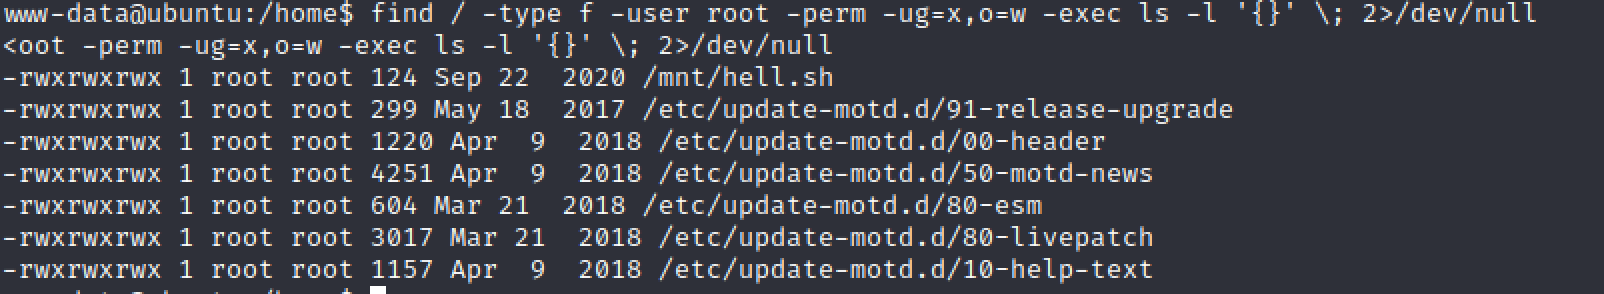 www-data@ubuntu:/home$ find / -type f -user root -perm -ug=x,o=w -exec ls -l '{}' \; 2>/dev/null
<oot -perm -ug=x,o=w -exec ls -l '{}' \; 2>/dev/null
-rwxrwxrwx 1 root root 124 Sep 22  2020 /mnt/hell.sh
-rwxrwxrwx 1 root root 299 May 18  2017 /etc/update-motd.d/91-release-upgrade
-rwxrwxrwx 1 root root 1220 Apr  9  2018 /etc/update-motd.d/00-header
-rwxrwxrwx 1 root root 4251 Apr  9  2018 /etc/update-motd.d/50-motd-news
-rwxrwxrwx 1 root root 604 Mar 21  2018 /etc/update-motd.d/80-esm
-rwxrwxrwx 1 root root 3017 Mar 21  2018 /etc/update-motd.d/80-livepatch
-rwxrwxrwx 1 root root 1157 Apr  9  2018 /etc/update-motd.d/10-help-text